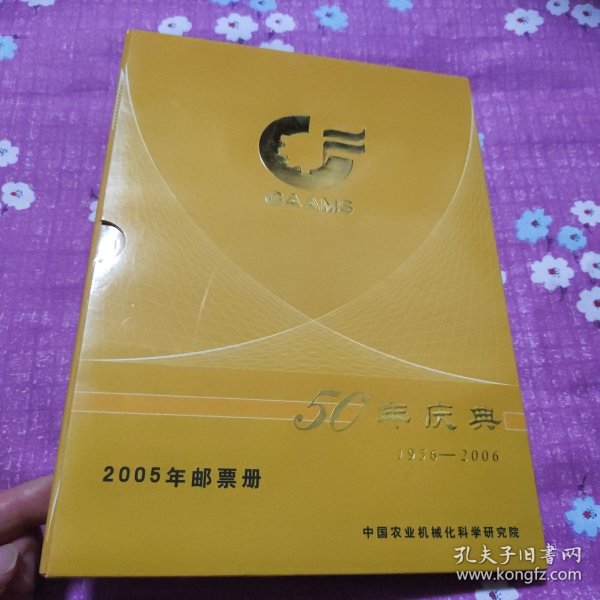 CAAMS
50年庆典
1956—2006
2005年邮票册
中国农业机械化科学研究院
孔夫子旧书网
www.kongfz.com